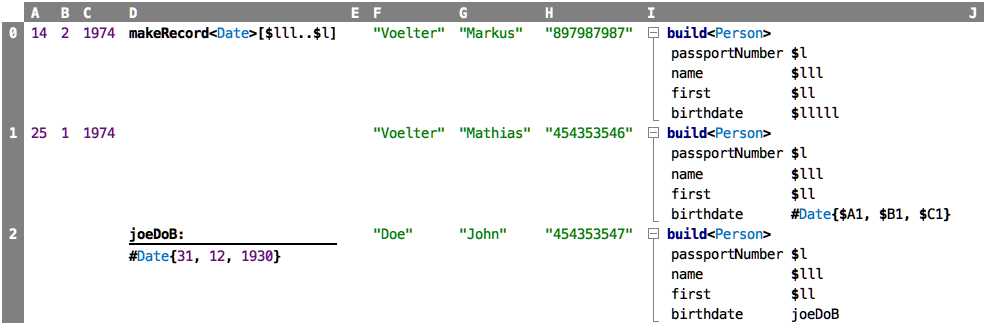 A B C D E F G H I J
0 14 2 1974 makeRecord<Date>[$lll..$l] "Voelter" "Markus" "897987987" build<Person>
passportNumber $l
name $lll
first $ll
birthdate $lllll
1 25 1 1974 "Voelter" "Mathias" "454353546" build<Person>
passportNumber $l
name $lll
first $ll
birthdate #Date{$A1, $B1, $C1}
2 joeDoB: "Doe" "John" "454353547" build<Person>
#Date{31, 12, 1930} passportNumber $l
name $lll
first $ll
birthdate joeDoB